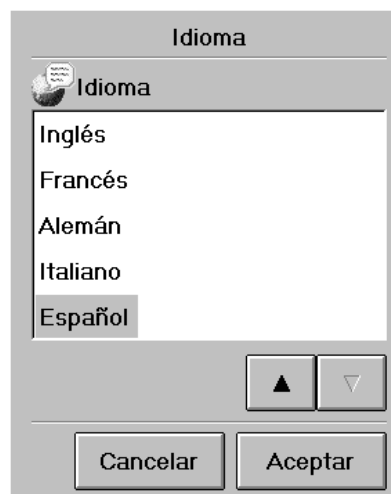 Idioma
Idioma
Inglés
Francés
Alemán
Italiano
Español
Cancelar Aceptar